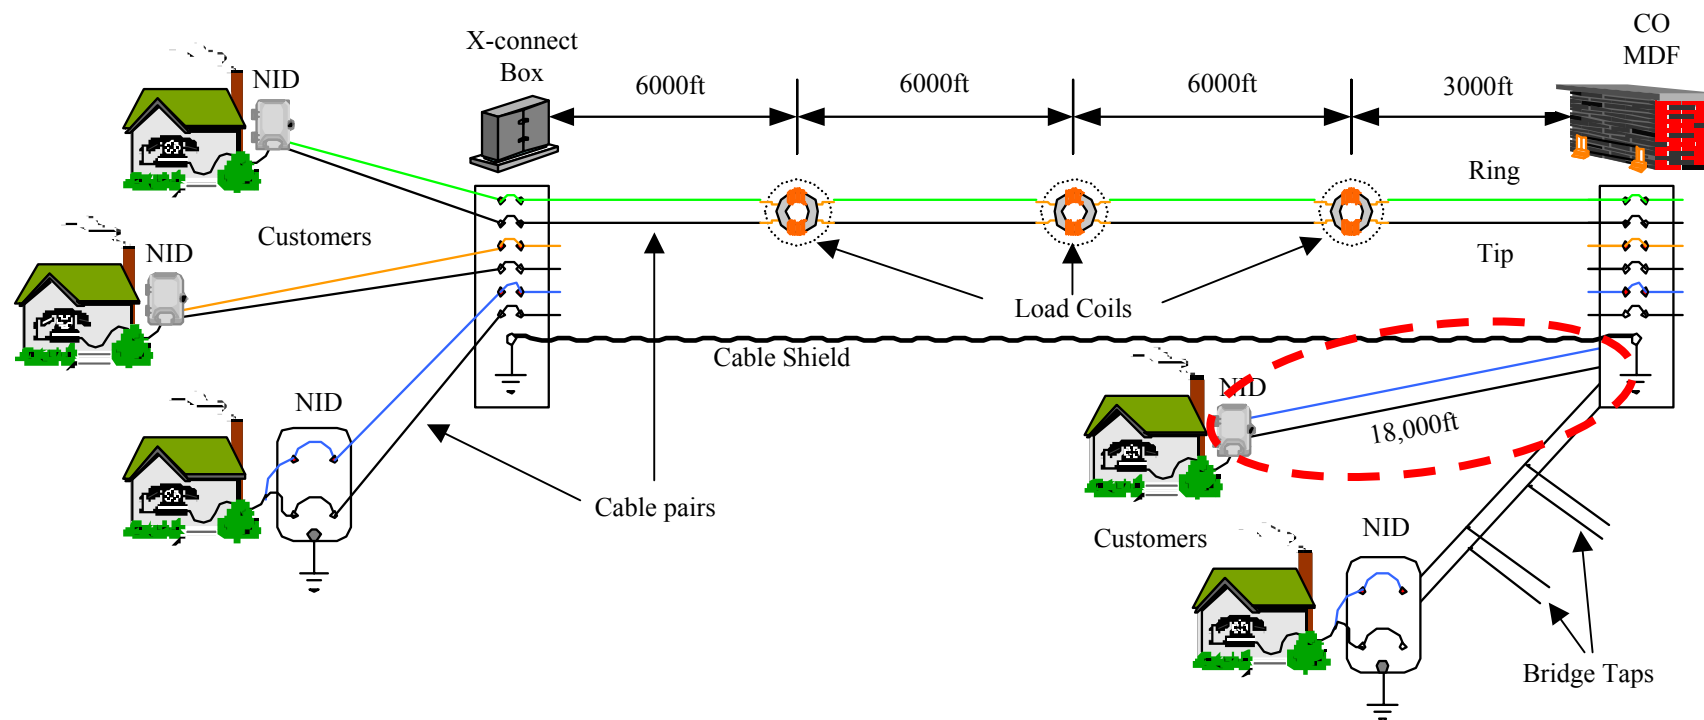 CO
MDF
X-connect
Box
NID
6000ft
6000ft
6000ft
3000ft
Ring
Customers
NID
Tip
Load Coils
Cable Shield
NID
NID
18,000ft
Cable pairs
Customers
NID
Bridge Taps